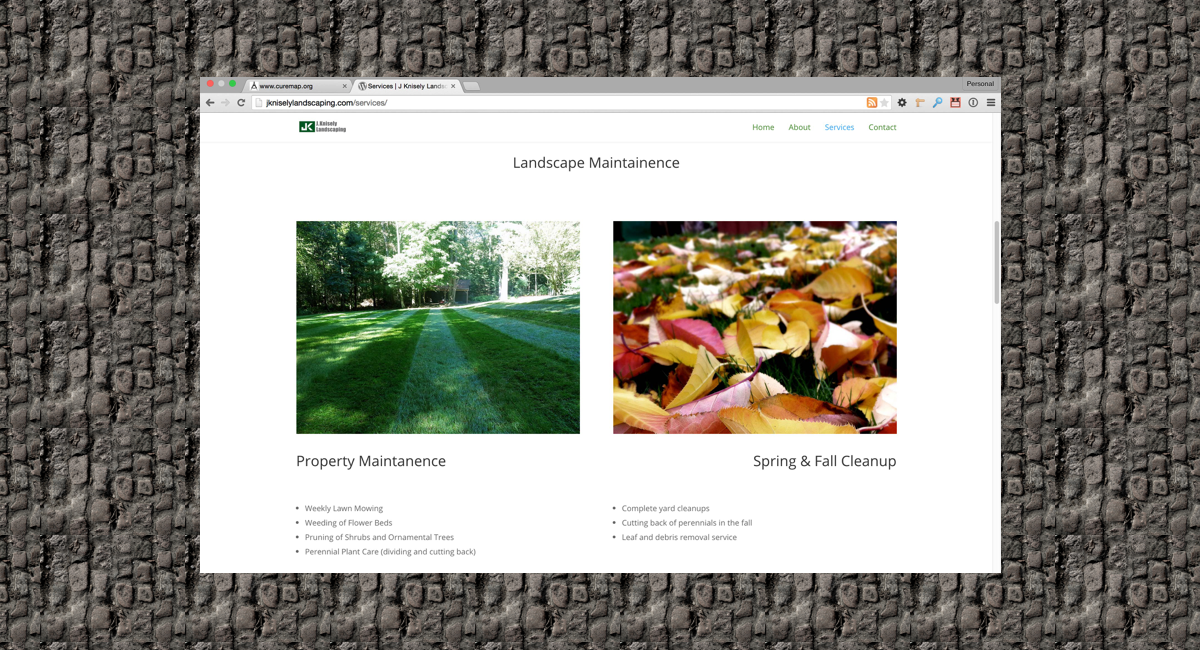 www.curemap.org
Services | J Knisely Lands
Personal
jkniselylandscaping.com/services/
JK
J.Knisely
Landscaping
Home About Services Contact
Landscape Maintainence
Property Maintanence
Spring & Fall Cleanup
Weekly Lawn Mowing
Weeding of Flower Beds
Pruning of Shrubs and Ornamental Trees
Perennial Plant Care (dividing and cutting back)
Complete yard cleanups
Cutting back of perennials in the fall
Leaf and debris removal service